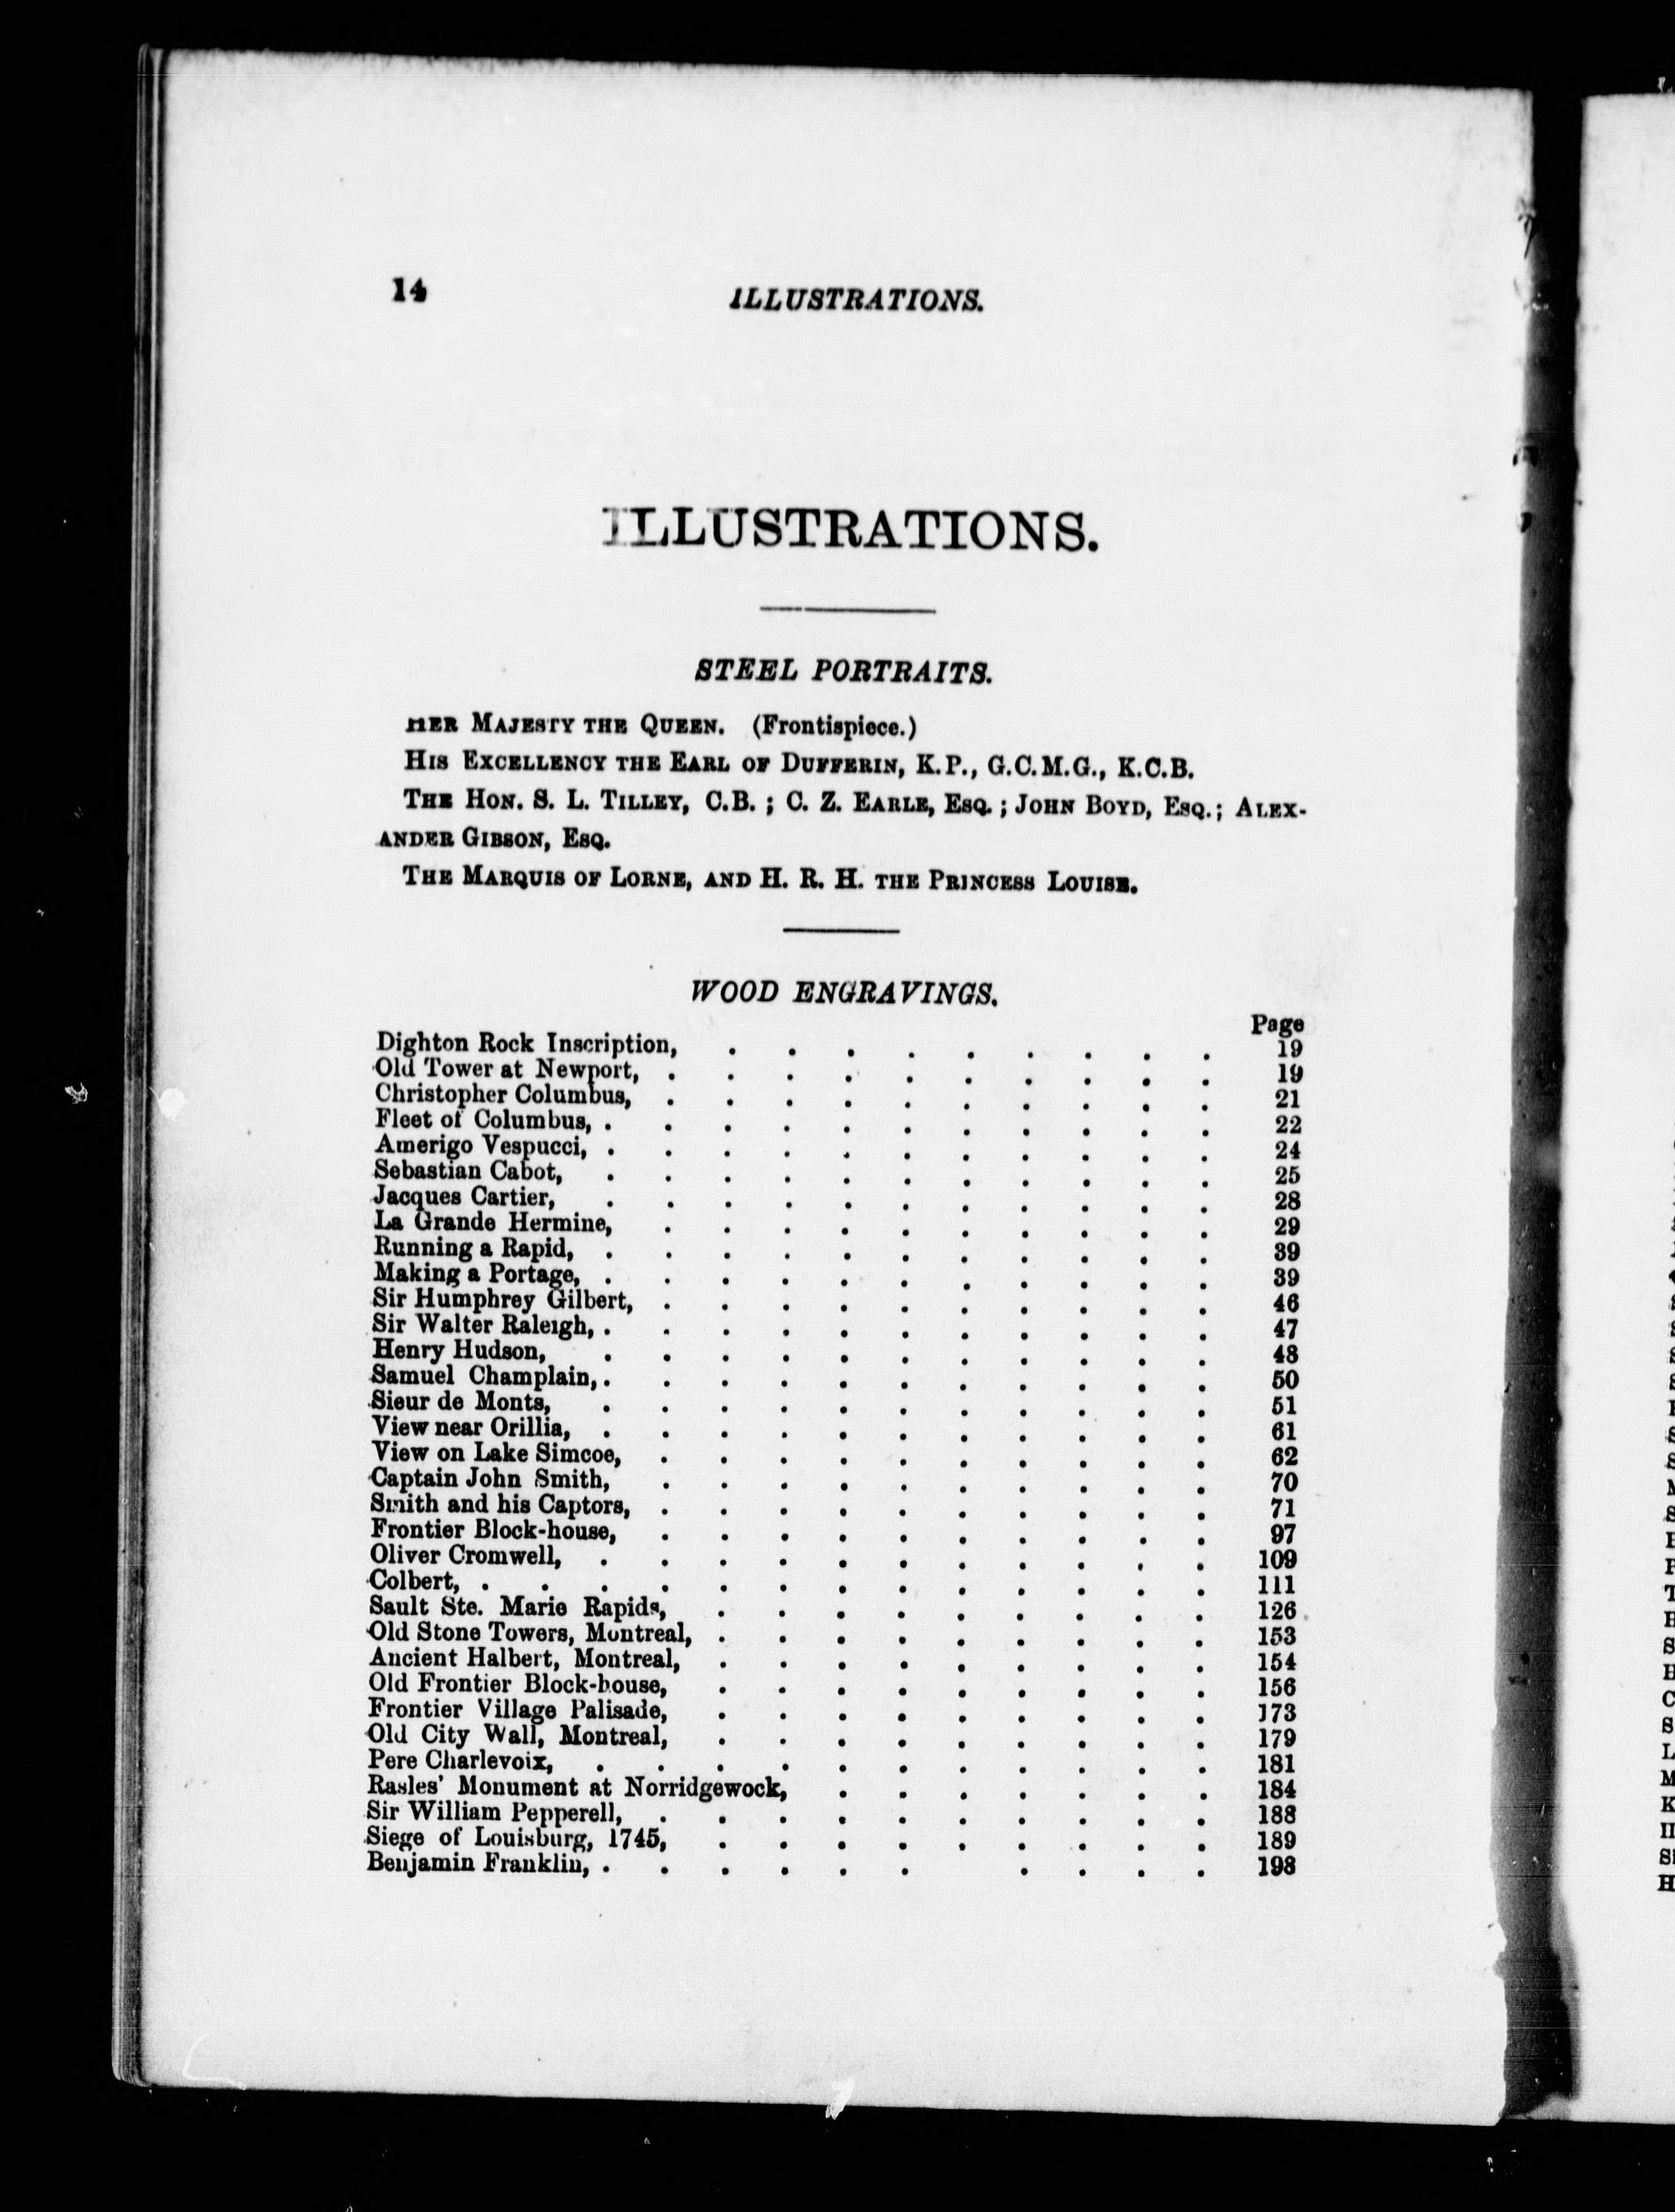 14 ILLUSTRATIONS.
ILLUSTRATIONS.
STEEL PORTRAITS.
HER MAJESTY THE QUEEN. (Frontispiece.)
HIS EXCELLENCY THE EARL OF DUFFERIN, K.P., G.C.M.G., K.C.B.
THE HON. S. L. TILLEY, C.B. ; C. Z. EARLE, ESQ. ; JOHN BOYD, ESQ.; ALEX-
ANDER GIBSON, ESQ.
THE MARQUIS OF LORNE, AND H. R. H. THE PRINCESS LOUISE.
WOOD ENGRAVINGS.
Page
Dighton Rock Inscription, . . . . . . . . . 19
Old Tower at Newport, . . . . . . . . . . 19
Christopher Columbus, . . . . . . . . . . 21
Fleet of Columbus, . . . . . . . . . . . 22
Amerigo Vespucci, . . . . . . . . . . . 24
Sebastian Cabot, . . . . . . . . . . . 25
Jacques Cartier, . . . . . . . . . . . 28
La Grande Hermine, . . . . . . . . . . 29
Running a Rapid, . . . . . . . . . . . 39
Making a Portage, . . . . . . . . . . . 39
Sir Humphrey Gilbert, . . . . . . . . . . 46
Sir Walter Raleigh, . . . . . . . . . . . 47
Henry Hudson, . . . . . . . . . . . 48
Samuel Champlain, . . . . . . . . . . . 50
Sieur de Monts, . . . . . . . . . . . 51
View near Orillia, . . . . . . . . . . . 61
View on Lake Simcoe, . . . . . . . . . . 62
Captain John Smith, . . . . . . . . . . 70
Smith and his Captors, . . . . . . . . . . 71
Frontier Block-house, . . . . . . . . . . 97
Oliver Cromwell, . . . . . . . . . . . 109
Colbert, . . . . . . . . . . . . . 111
Sault Ste. Marie Rapids, . . . . . . . . . 126
Old Stone Towers, Montreal, . . . . . . . . . 153
Ancient Halbert, Montreal, . . . . . . . . . 154
Old Frontier Block-house, . . . . . . . . . 156
Frontier Village Palisade, . . . . . . . . . 173
Old City Wall, Montreal, . . . . . . . . . 179
Pere Charlevoix, . . . . . . . . . . . 181
Rasles' Monument at Norridgewock, . . . . . . . 184
Sir William Pepperell, . . . . . . . . . . 188
Siege of Louisburg, 1745, . . . . . . . . . 189
Benjamin Franklin, . . . . . . . . . . 198